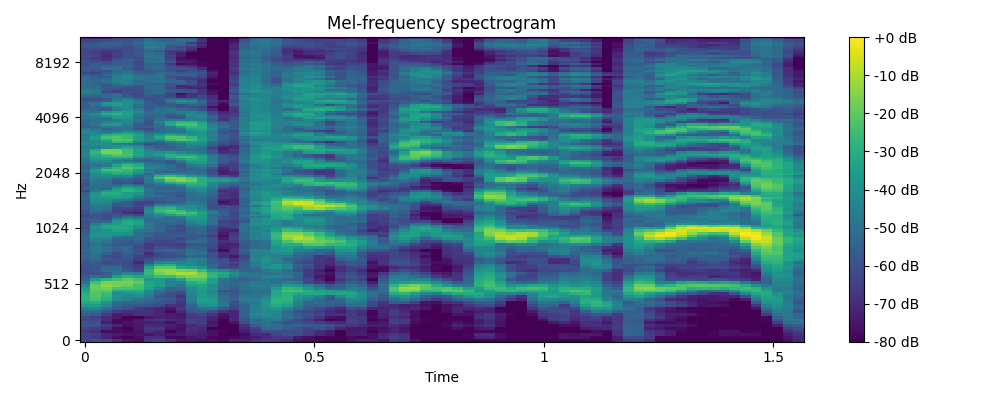 Mel-frequency spectrogram
Hz
8192
4096
2048
1024
512
0
0
0.5
1
1.5
Time
+0 dB
-10 dB
-20 dB
-30 dB
-40 dB
-50 dB
-60 dB
-70 dB
-80 dB